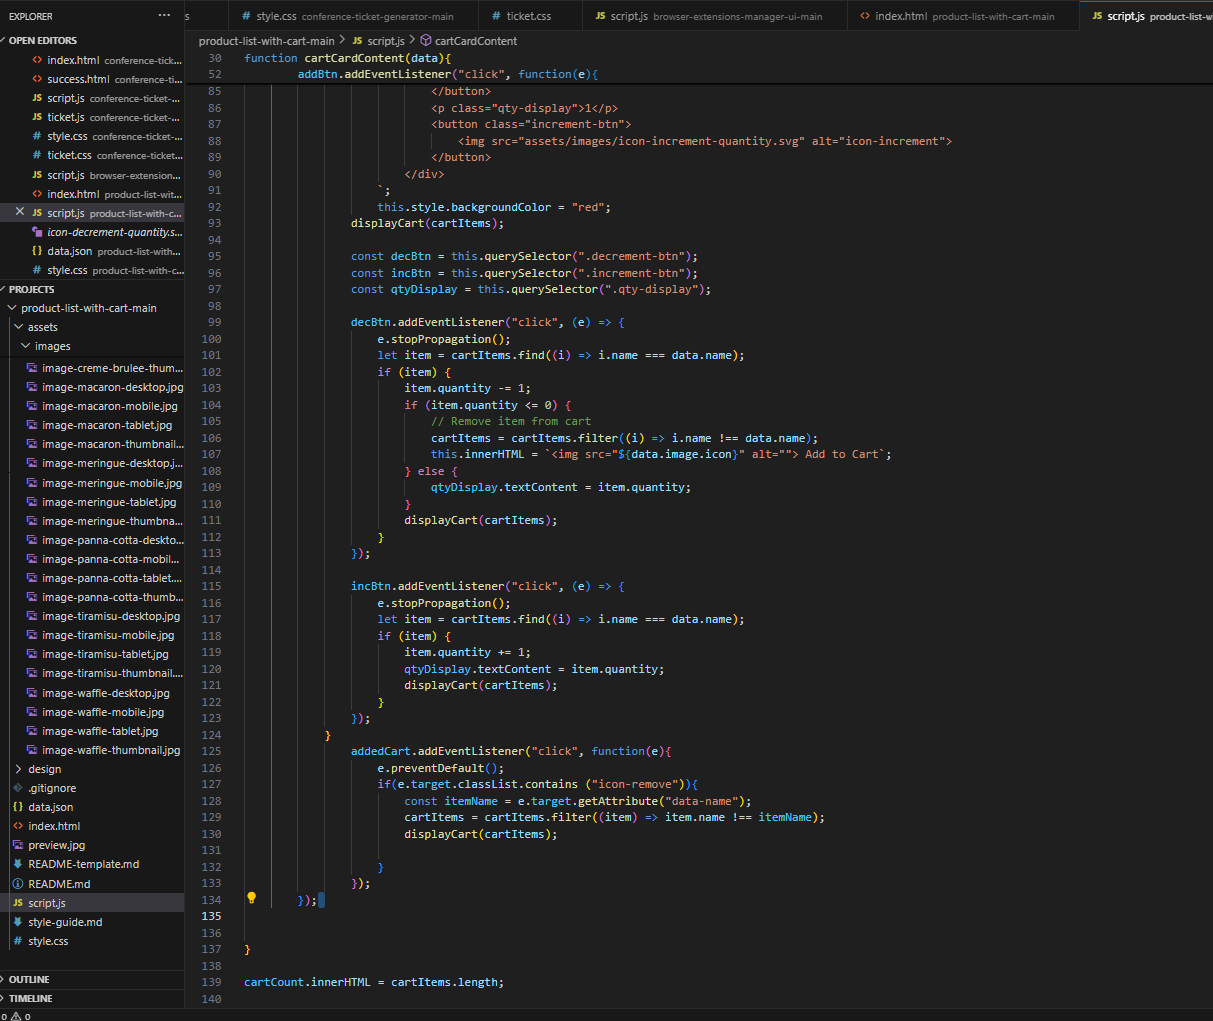 EXPLORER
OPEN EDITORS
index.html conference-tick...
success.html conference-ti...
script.js conference-ticket-...
ticket.js conference-ticket-...
style.css conference-ticket-...
ticket.css conference-ticket...
script.js browser-extension...
index.html product-list-wit...
script.js product-list-with-c...
icon-decrement-quantity.s...
data.json product-list-with...
style.css product-list-with-c...
PROJECTS
product-list-with-cart-main
assets
images
image-creme-brulee-thum...
image-macaron-desktop.jpg
image-macaron-mobile.jpg
image-macaron-tablet.jpg
image-macaron-thumbnail...
image-meringue-desktop.j...
image-meringue-mobile.jpg
image-meringue-tablet.jpg
image-meringue-thumbna...
image-panna-cotta-deskto...
image-panna-cotta-mobil...
image-panna-cotta-tablet....
image-panna-cotta-thumb...
image-tiramisu-desktop.jpg
image-tiramisu-mobile.jpg
image-tiramisu-tablet.jpg
image-tiramisu-thumbnail....
image-waffle-desktop.jpg
image-waffle-mobile.jpg
image-waffle-tablet.jpg
image-waffle-thumbnail.jpg
design
.gitignore
data.json
index.html
preview.jpg
README-template.md
README.md
script.js
style-guide.md
style.css
OUTLINE
TIMELINE
0 0
s
# style.css conference-ticket-generator-main
# ticket.css
JS script.js browser-extensions-manager-ui-main
<> index.html product-list-with-cart-main
JS script.js product-list-w
product-list-with-cart-main > JS script.js > cartCardContent
30 function cartCardContent(data){
52 addBtn.addEventListener("click", function(e){
85 </button>
86 <p class="qty-display">1</p>
87 <button class="increment-btn">
88 <img src="assets/images/icon-increment-quantity.svg" alt="icon-increment">
89 </button>
90 </div>
91 `;
92 this.style.backgroundColor = "red";
93 displayCart(cartItems);
94
95 const decBtn = this.querySelector(".decrement-btn");
96 const incBtn = this.querySelector(".increment-btn");
97 const qtyDisplay = this.querySelector(".qty-display");
98
99 decBtn.addEventListener("click", (e) => {
100 e.stopPropagation();
101 let item = cartItems.find((i) => i.name === data.name);
102 if (item) {
103 item.quantity -= 1;
104 if (item.quantity <= 0) {
105 // Remove item from cart
106 cartItems = cartItems.filter((i) => i.name !== data.name);
107 this.innerHTML = `<img src="${data.image.icon}" alt=""> Add to Cart`;
108 } else {
109 qtyDisplay.textContent = item.quantity;
110 }
111 displayCart(cartItems);
112 }
113 });
114
115 incBtn.addEventListener("click", (e) => {
116 e.stopPropagation();
117 let item = cartItems.find((i) => i.name === data.name);
118 if (item) {
119 item.quantity += 1;
120 qtyDisplay.textContent = item.quantity;
121 displayCart(cartItems);
122 }
123 });
124 }
125 addedCart.addEventListener("click", function(e){
126 e.preventDefault();
127 if(e.target.classList.contains ("icon-remove")){
128 const itemName = e.target.getAttribute("data-name");
129 cartItems = cartItems.filter((item) => item.name !== itemName);
130 displayCart(cartItems);
131
132 }
133 });
134 });
135
136
137 }
138
139 cartCount.innerHTML = cartItems.length;
140